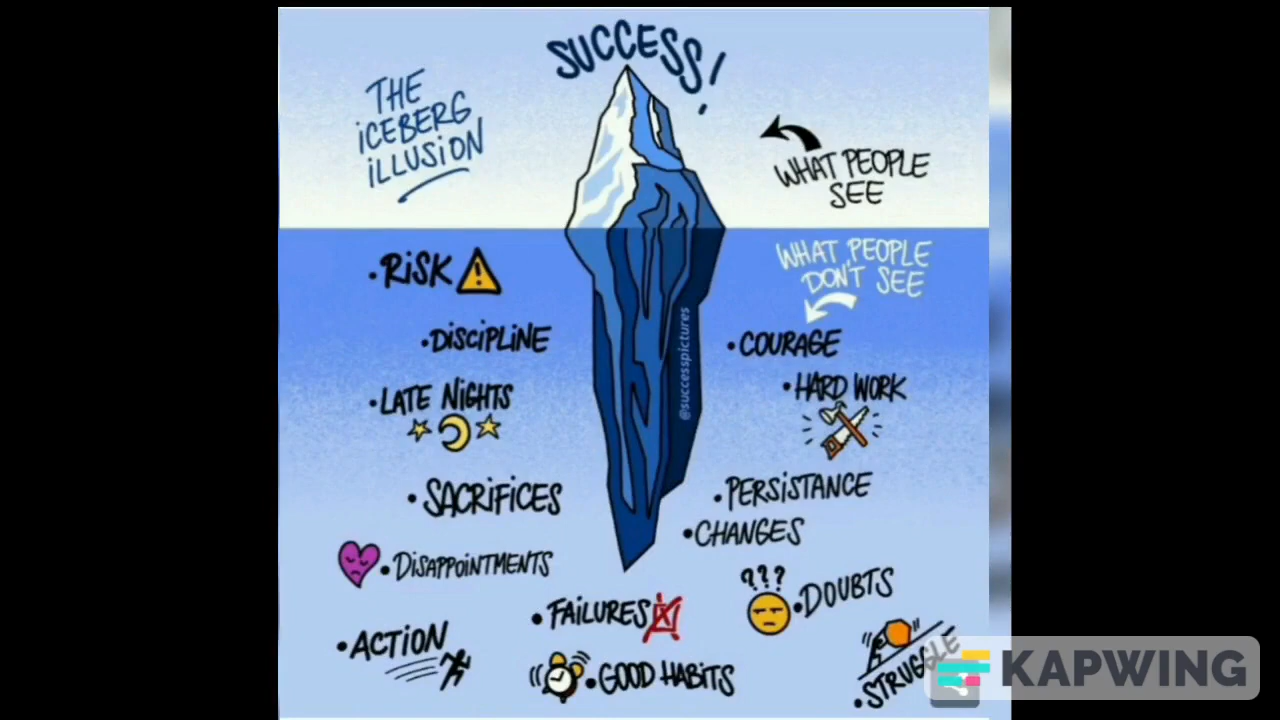 SUCCESS!
THE
iCEBERG
iLLUSiON
WHAT PEOPLE
SEE
WHAT PEOPLE
DON'T SEE
•RiSK
•DiSCiPLiNE
•LATE NiGHTS
• SACRiFiCES
•DiSAPPOiNTMENTS
•ACTiON
•FAiLURES
•GOOD HABiTS
@successpictures
•COURAGE
•HARD WORK
•PERSiSTANCE
•CHANGES
???
•DOUBTS
•STRUGGLE
KAPWING